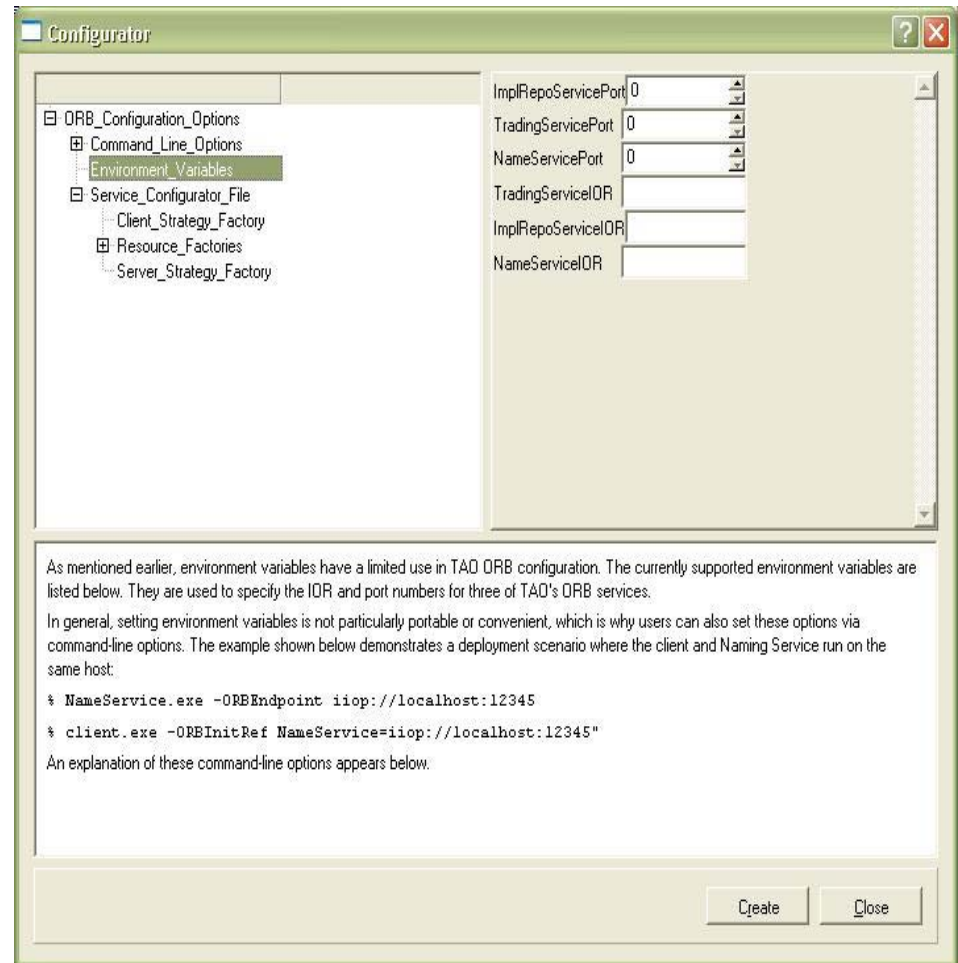 Configurator
ORB_Configuration_Options
Command_Line_Options
Environment_Variables
Service_Configurator_File
Client_Strategy_Factory
Resource_Factories
Server_Strategy_Factory
ImplRepoServicePort 0
TradingServicePort 0
NameServicePort 0
TradingServiceIOR
ImplRepoServiceIOR
NameServiceIOR
As mentioned earlier, environment variables have a limited use in TAO ORB configuration. The currently supported environment variables are
listed below. They are used to specify the IOR and port numbers for three of TAO's ORB services.
In general, setting environment variables is not particularly portable or convenient, which is why users can also set these options via
command-line options. The example shown below demonstrates a deployment scenario where the client and Naming Service run on the
same host:
% NameService.exe -ORBEndpoint iiop://localhost:12345
% client.exe -ORBInitRef NameService=iiop://localhost:12345"
An explanation of these command-line options appears below.
Create
Close